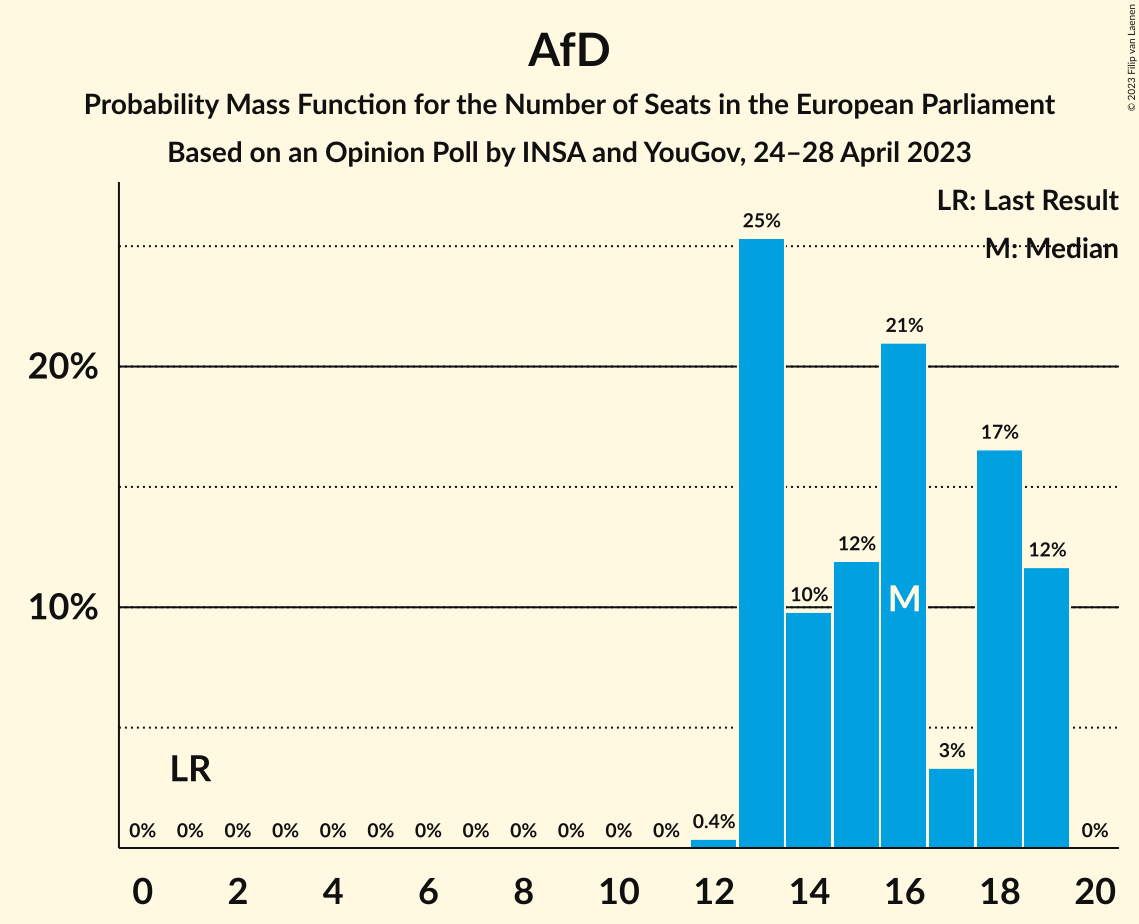 AfD
Probability Mass Function for the Number of Seats in the European Parliament
Based on an Opinion Poll by INSA and YouGov, 24–28 April 2023
© 2023 Filip van Laenen
LR: Last Result
M: Median
25%
21%
20%
17%
12%
12%
10%
10%
M
3%
LR
0% 0% 0% 0% 0% 0% 0% 0% 0% 0% 0% 0% 0.4% 0%
0 2 4 6 8 10 12 14 16 18 20